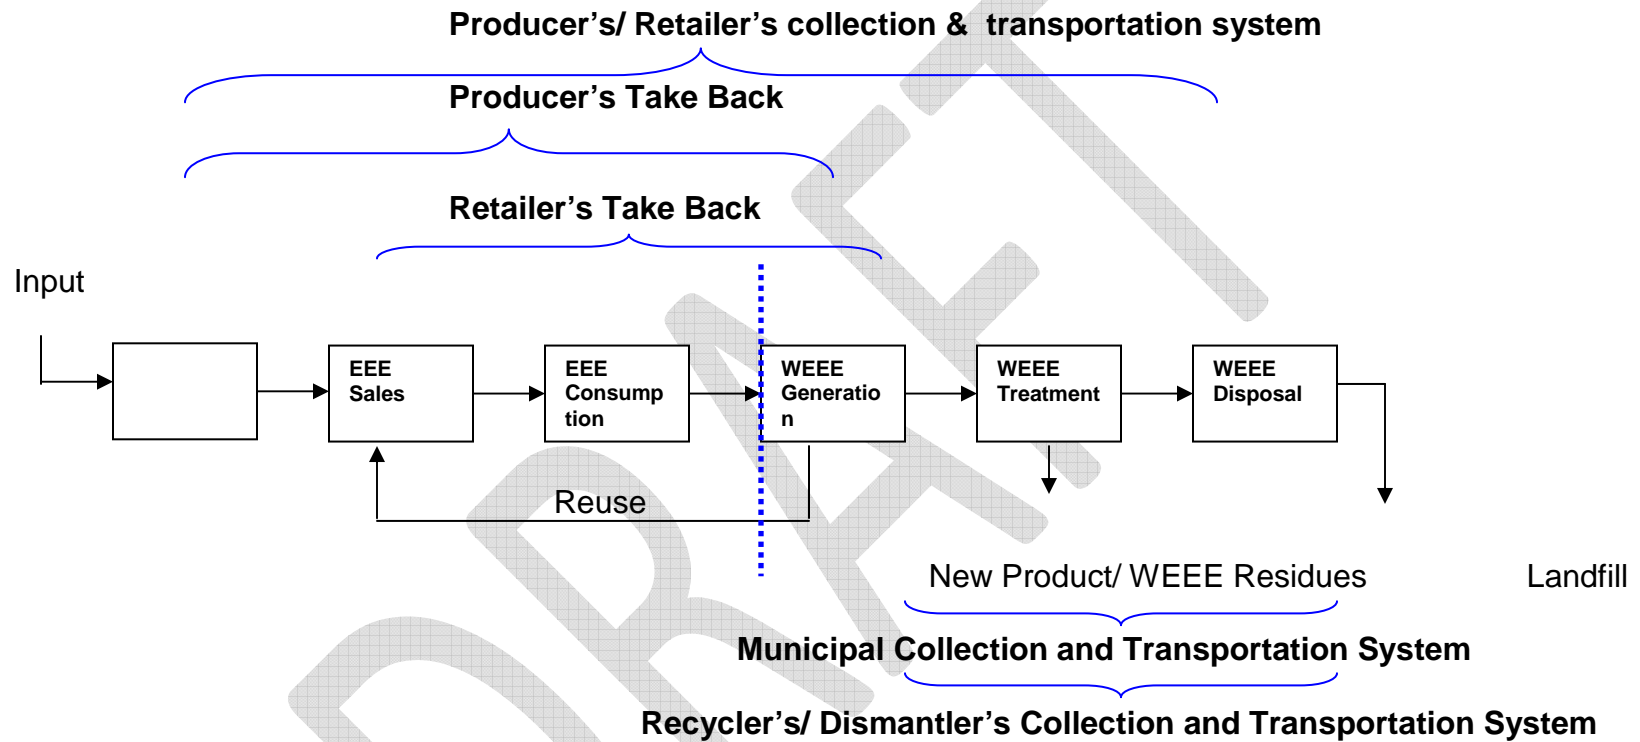 Producer's/ Retailer's collection &  transportation system
Producer's Take Back
Retailer's Take Back
Input
EEE
Sales
EEE
Consump
tion
WEEE
Generatio
n
WEEE
Treatment
WEEE
Disposal
Reuse
New Product/ WEEE Residues
Landfill
Municipal Collection and Transportation System
Recycler's/ Dismantler's Collection and Transportation System
DRAFT